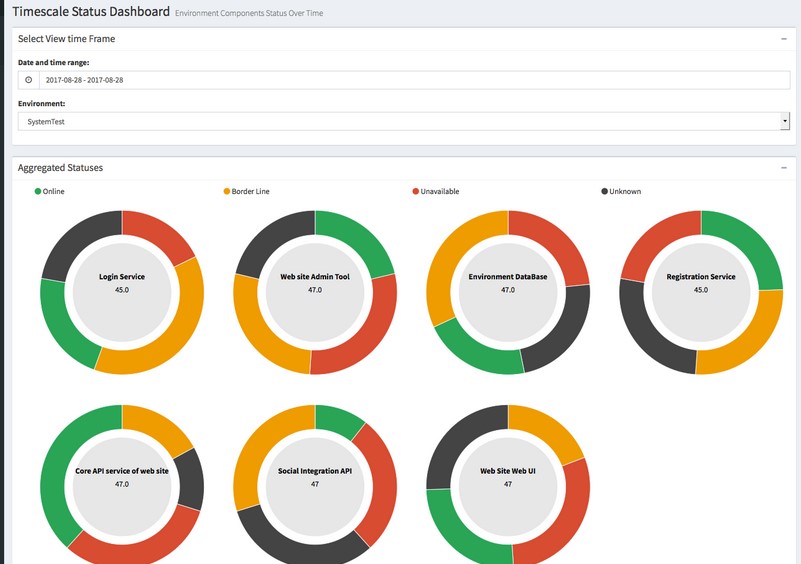 Timescale Status Dashboard Environment Components Status Over Time
Select View time Frame
Date and time range:
2017-08-28 - 2017-08-28
Environment:
SystemTest
Aggregated Statuses
Online Border Line Unavailable Unknown
Login Service Web site Admin Tool Environment DataBase Registration Service
45.0 47.0 47.0 45.0
Core API service of web site Social Integration API Web Site Web UI
47.0 47 47